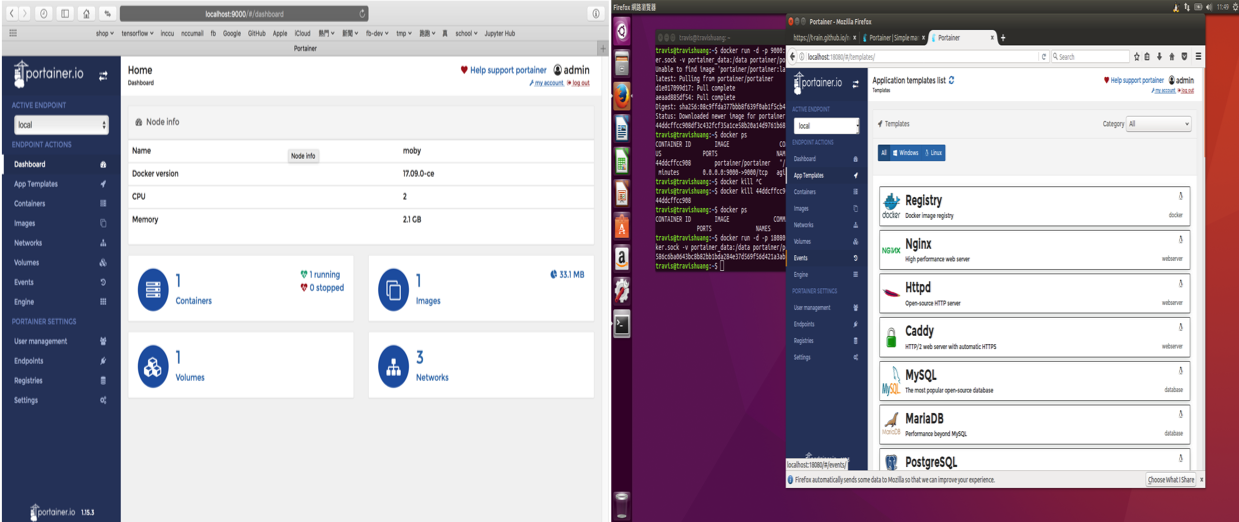 localhost:9000/#/dashboard
shop
tensorflow
inccu
nccumail
fb
Google
GitHub
Apple
iCloud
熱門
新聞
fb-dev
tmp
跑跑
真
school
Jupyter Hub
Portainer
portainer.io
ACTIVE ENDPOINT
local
ENDPOINT ACTIONS
Dashboard
App Templates
Containers
Images
Networks
Volumes
Events
Engine
PORTAINER SETTINGS
User management
Endpoints
Registries
Settings
portainer.io 1.15.3
Home
Dashboard
Help support portainer admin
my account log out
Node info
Name moby
Node info
Docker version 17.09.0-ce
CPU 2
Memory 2.1 GB
1
Containers
1 running
0 stopped
1
Images
33.1 MB
1
Volumes
3
Networks
Firefox 網路瀏覽器
11:49
travis@travishuang: ~
travis@travishuang:~$ docker run -d -p 9000:
er.sock -v portainer_data:/data portainer/po
Unable to find image 'portainer/portainer:la
latest: Pulling from portainer/portainer
d1e017099d17: Pull complete
aeaad885df54: Pull complete
Status: Downloaded newer image for portainer
travis@travishuang:~$ docker ps
CONTAINER ID IMAGE CO
US PORTS NAM
44ddcffcc908 portainer/portainer "/
minutes 0.0.0.0:9000->9000/tcp agi
travis@travishuang:~$ docker kill ^C
travis@travishuang:~$ docker kill 44ddcffc9
44ddcffcc908
travis@travishuang:~$ docker ps
CONTAINER ID IMAGE COMM
PORTS NAMES
travis@travishuang:~$ docker run -d -p 18080
ker.sock -v portainer_data:/data portainer/p
travis@travishuang:~$
Portainer - Mozilla Firefox
https://hrain.github.io/n
Portainer | Simple ma
Portainer
localhost:18080/#/templates/
Search
portainer.io
ACTIVE ENDPOINT
local
ENDPOINT ACTIONS
Dashboard
App Templates
Containers
Images
Networks
Volumes
Events
Engine
PORTAINER SETTINGS
User management
Endpoints
Registries
Settings
Application templates list
Templates
Help support portainer admin
my account log out
Templates
Category All
All Windows Linux
Registry
docker Docker image registry docker
Nginx
NGINX High performance web server webserver
Httpd
Open-source HTTP server webserver
Caddy
HTTP/2 web server with automatic HTTPS webserver
MySQL
MySQL The most popular open-source database database
MariaDB
MariaDB Performance beyond MySQL database
PostgreSQL
localhost:18080/#/events/
Firefox automatically sends some data to Mozilla so that we can improve your experience.
Choose What I Share